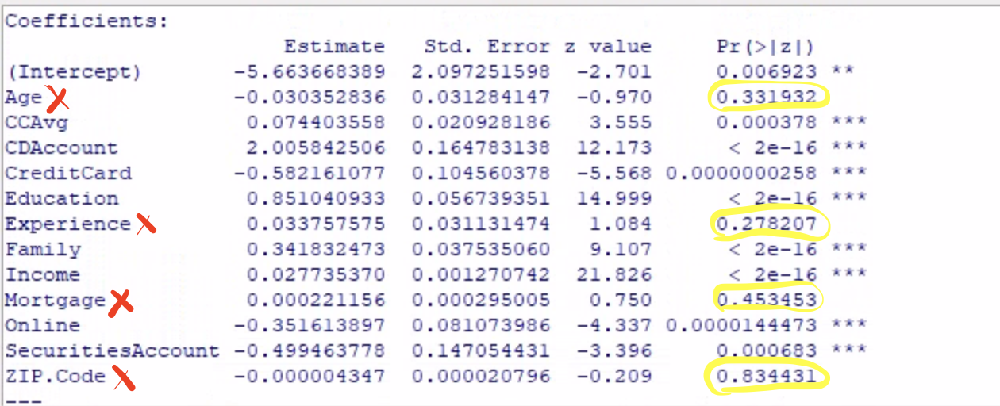 Coefficients:
Estimate Std. Error z value Pr(>|z|)
(Intercept) -5.663668389 2.097251598 -2.701 0.006923 **
Age -0.030352836 0.031284147 -0.970 0.331932
CCAvg 0.074403558 0.020928186 3.555 0.000378 ***
CDAccount 2.005842506 0.164783138 12.173 < 2e-16 ***
CreditCard -0.582161077 0.104560378 -5.568 0.0000000258 ***
Education 0.851040933 0.056739351 14.999 < 2e-16 ***
Experience 0.033757575 0.031131474 1.084 0.278207
Family 0.341832473 0.037535060 9.107 < 2e-16 ***
Income 0.027735370 0.001270742 21.826 < 2e-16 ***
Mortgage 0.000221156 0.000295005 0.750 0.453453
Online -0.351613897 0.081073986 -4.337 0.0000144473 ***
SecuritiesAccount -0.499463778 0.147054431 -3.396 0.000683 ***
ZIP.Code -0.000004347 0.000020796 -0.209 0.834431
---